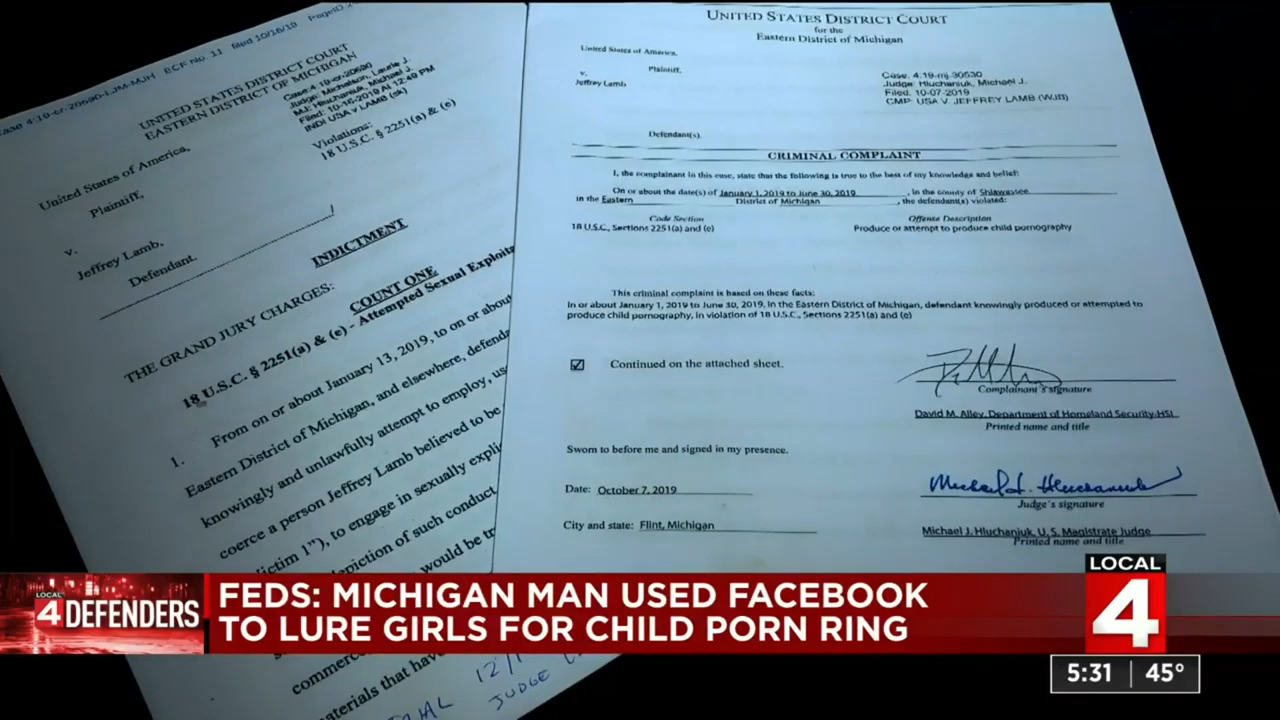 Case 4:19-cr-20690-LJM-MJH ECF No. 11 filed 10/16/19
UNITED STATES DISTRICT COURT
EASTERN DISTRICT OF MICHIGAN
Judge: Michelson, Laurie J.
MJ: Hluchaniuk, Michael J.
Filed: 10-16-2019 At 12:49 PM
INDI USA v LAMB (sk)
Violations:
18 U.S.C. § 2251(a) & (e)
United States of America,
Plaintiff,
v.
Jeffrey Lamb,
Defendant.
INDICTMENT
THE GRAND JURY CHARGES:
COUNT ONE
18 U.S.C. § 2251(a) & (e) - Attempted Sexual
1. From on or about January 13, 2019, to on or about
Eastern District of Michigan, and elsewhere,
knowingly and unlawfully attempt to employ,
coerce a person Jeffrey Lamb believed to be
1"), to engage in sexually
of such conduct
would be
materials that
12/1
JUDGE
UNITED STATES DISTRICT COURT
for the
Eastern District of Michigan
United States of America,
Plaintiff,
v.
Jeffrey Lamb
Case: 4:19-mj-30530
Judge: Hluchaniuk, Michael J.
Filed: 10-07-2019
CMP: USA V. JEFFREY LAMB (WJB)
Defendant(s).
CRIMINAL COMPLAINT
I, the complainant in this case, state that the following is true to the best of my knowledge and belief:
On or about the date(s) of January 1, 2019 to June 30, 2019, in the county of Shiawassee
in the Eastern District of Michigan, the defendant(s) violated:
Code Section Offense Description
18 U.S.C, Sections 2251(a) and (e) Produce or attempt to produce child pornography
This criminal complaint is based on these facts:
In or about January 1, 2019 to June 30, 2019, in the Eastern District of Michigan, defendant knowingly produced or attempted to
produce child pornography, in violation of 18 U.S.C., Sections 2251(a) and (e)
Continued on the attached sheet.
Complainant's signature
David M. Alley, Department of Homeland Security-HSI
Printed name and title
Sworn to before me and signed in my presence.
Date: October 7, 2019
Judge's signature
City and state: Flint, Michigan
Michael J. Hluchaniuk, U. S. Magistrate Judge
Printed name and title
LOCAL 4 DEFENDERS
FEDS: MICHIGAN MAN USED FACEBOOK
TO LURE GIRLS FOR CHILD PORN RING
LOCAL
4
5:31 45°